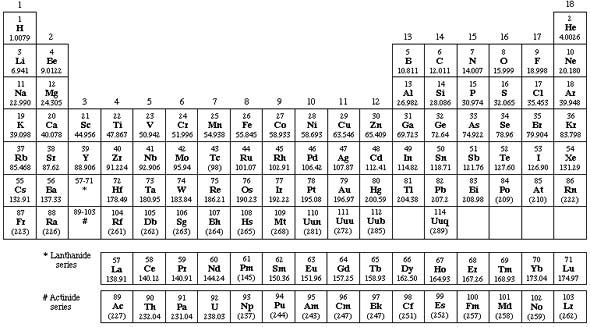 1 18
1 2
H He
1.0079 2 13 14 15 16 17 4.0026
3 4 5 6 7 8 9 10
Li Be B C N O F Ne
6.941 9.0122 10.811 12.011 14.007 15.999 18.998 20.180
11 12 13 14 15 16 17 18
Na Mg Al Si P S Cl Ar
22.990 24.305 3 4 5 6 7 8 9 10 11 12 26.982 28.086 30.974 32.065 35.453 39.948
19 20 21 22 23 24 25 26 27 28 29 30 31 32 33 34 35 36
K Ca Sc Ti V Cr Mn Fe Co Ni Cu Zn Ga Ge As Se Br Kr
39.098 40.078 44.956 47.867 50.942 51.996 54.938 55.845 58.933 58.693 63.546 65.409 69.723 72.64 74.922 78.96 79.904 83.798
37 38 39 40 41 42 43 44 45 46 47 48 49 50 51 52 53 54
Rb Sr Y Zr Nb Mo Tc Ru Rh Pd Ag Cd In Sn Sb Te I Xe
85.468 87.62 88.906 91.224 92.906 95.94 (98) 101.07 102.91 106.42 107.87 112.41 114.82 118.71 121.76 127.60 126.90 131.29
55 56 57-71 72 73 74 75 76 77 78 79 80 81 82 83 84 85 86
Cs Ba * Hf Ta W Re Os Ir Pt Au Hg Tl Pb Bi Po At Rn
132.91 137.33 178.49 180.95 183.84 186.21 190.23 192.22 195.08 196.97 200.59 204.38 207.2 208.98 (209) (210) (222)
87 88 89-103 104 105 106 107 108 109 110 111 112 114
Fr Ra # Rf Db Sg Bh Hs Mt Uun Uuu Uub Uuq
(223) (226) (261) (262) (263) (264) (265) (268) (281) (272) (285) (289)
* Lanthanide series
57 58 59 60 61 62 63 64 65 66 67 68 69 70 71
La Ce Pr Nd Pm Sm Eu Gd Tb Dy Ho Er Tm Yb Lu
138.91 140.12 140.91 144.24 (145) 150.36 151.96 157.25 158.93 162.50 164.93 167.26 168.93 173.04 174.97
# Actinide series
89 90 91 92 93 94 95 96 97 98 99 100 101 102 103
Ac Th Pa U Np Pu Am Cm Bk Cf Es Fm Md No Lr
(227) 232.04 231.04 238.03 (237) (244) (243) (247) (247) (251) (252) (257) (258) (259) (262)